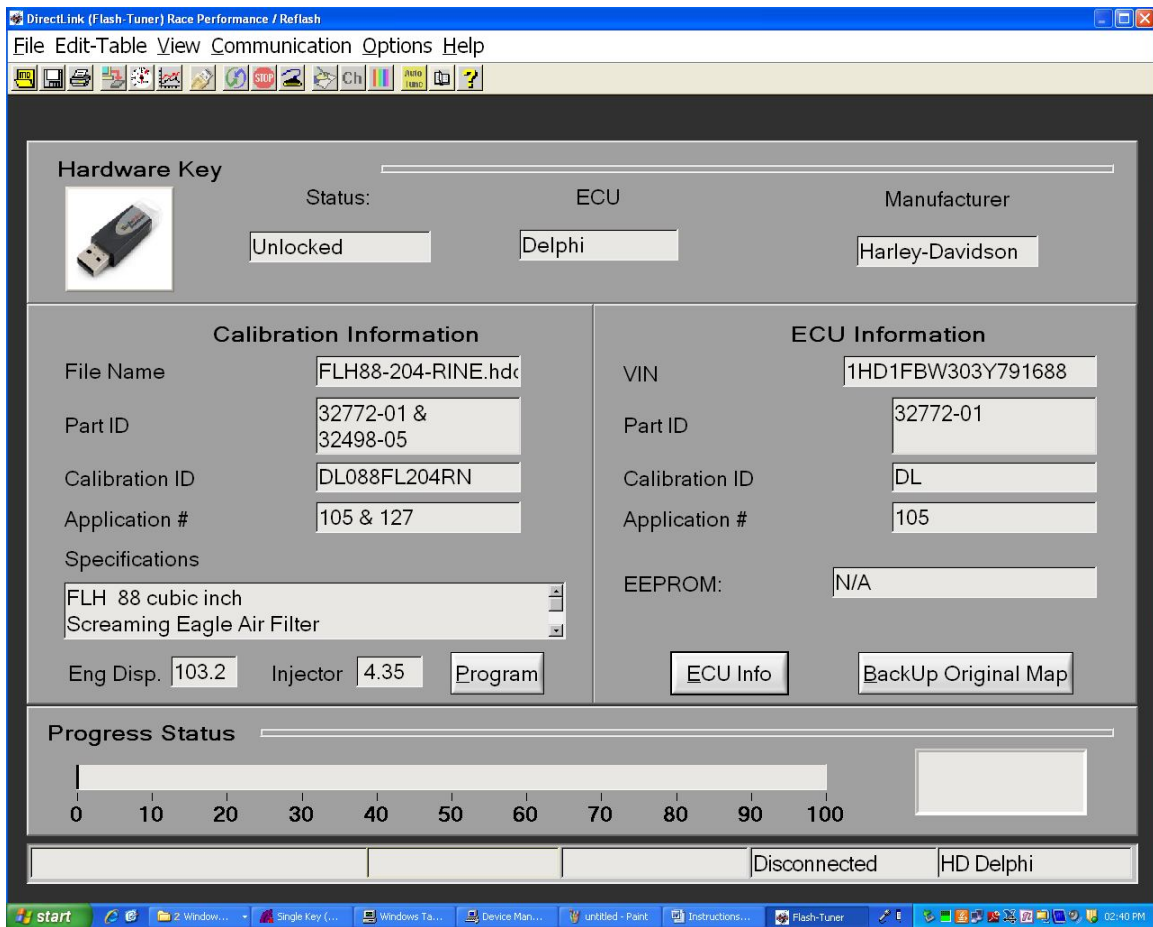 DirectLink (Flash-Tuner) Race Performance / Reflash
File Edit-Table View Communication Options Help
STOP Ch Auto Tune ?
Hardware Key
Status: ECU Manufacturer
Unlocked Delphi Harley-Davidson
Calibration Information
File Name FLH88-204-RINE.hdc
Part ID 32772-01 &
32498-05
Calibration ID DL088FL204RN
Application # 105 & 127
Specifications
FLH 88 cubic inch
Screaming Eagle Air Filter
Eng Disp. 103.2 Injector 4.35 Program
ECU Information
VIN 1HD1FBW303Y791688
Part ID 32772-01
Calibration ID DL
Application # 105
EEPROM: N/A
ECU Info BackUp Original Map
Progress Status
0 10 20 30 40 50 60 70 80 90 100
Disconnected HD Delphi
start 2 Window... Single Key (... Windows Ta... Device Man... untitled - Paint Instructions... Flash-Tuner 02:40 PM